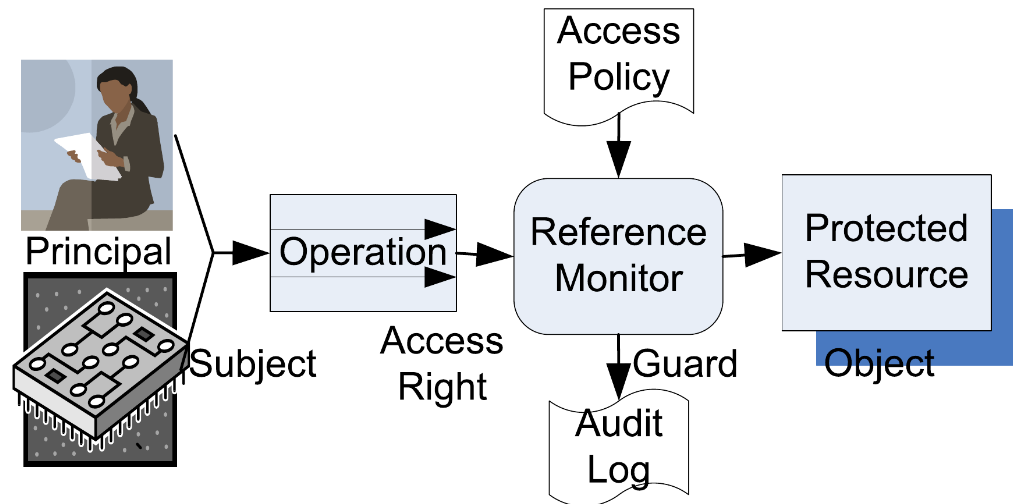 Access
Policy
Principal
Operation
Reference
Monitor
Protected
Resource
Subject
Access
Right
Guard
Object
Audit
Log